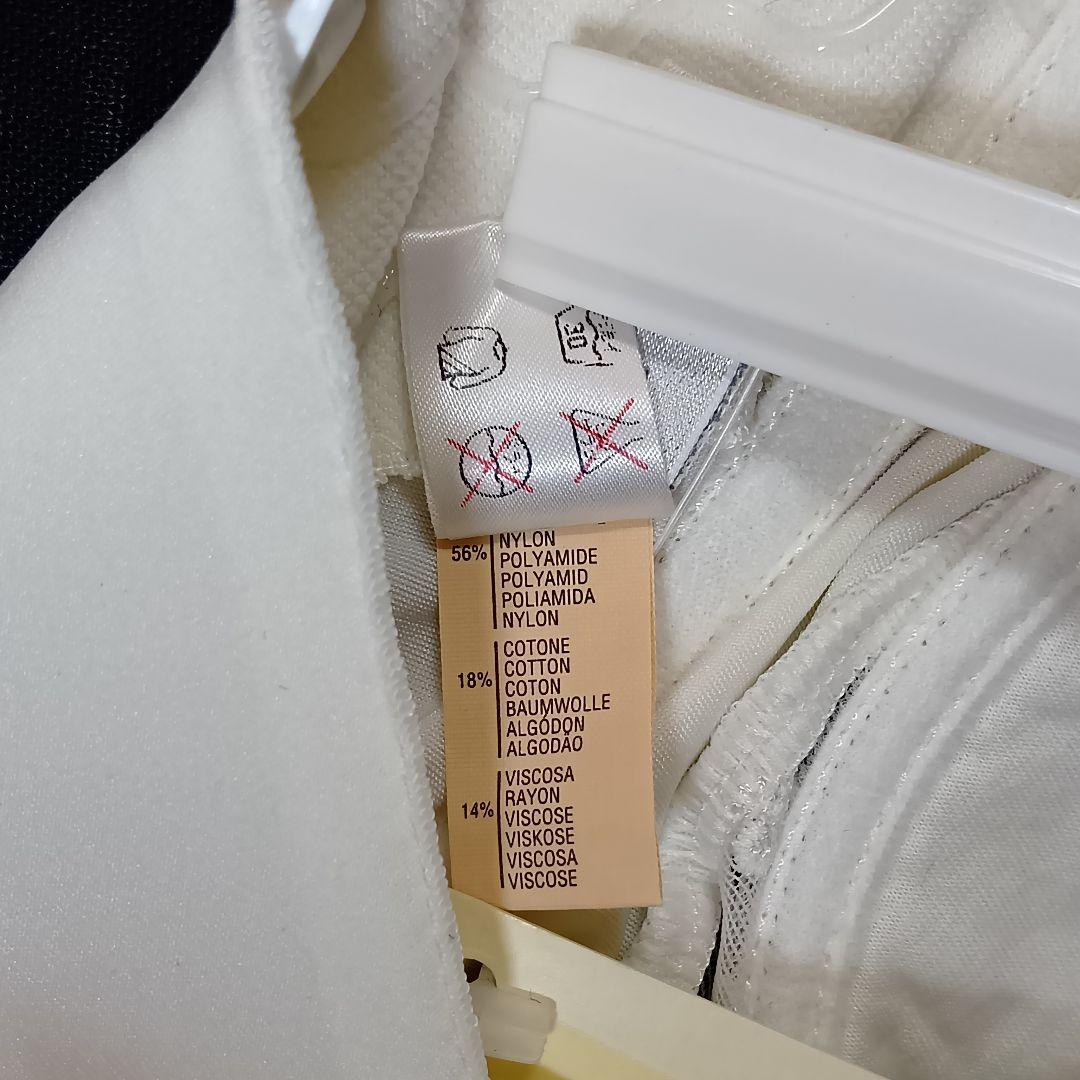 NYLON
56% POLYAMIDE
POLYAMID
POLIAMIDA
NYLON
COTONE
COTTON
18% COTON
BAUMWOLLE
ALGÓDON
ALGODÃO
VISCOSA
RAYON
14% VISCOSE
VISKOSE
VISCOSA
VISCOSE